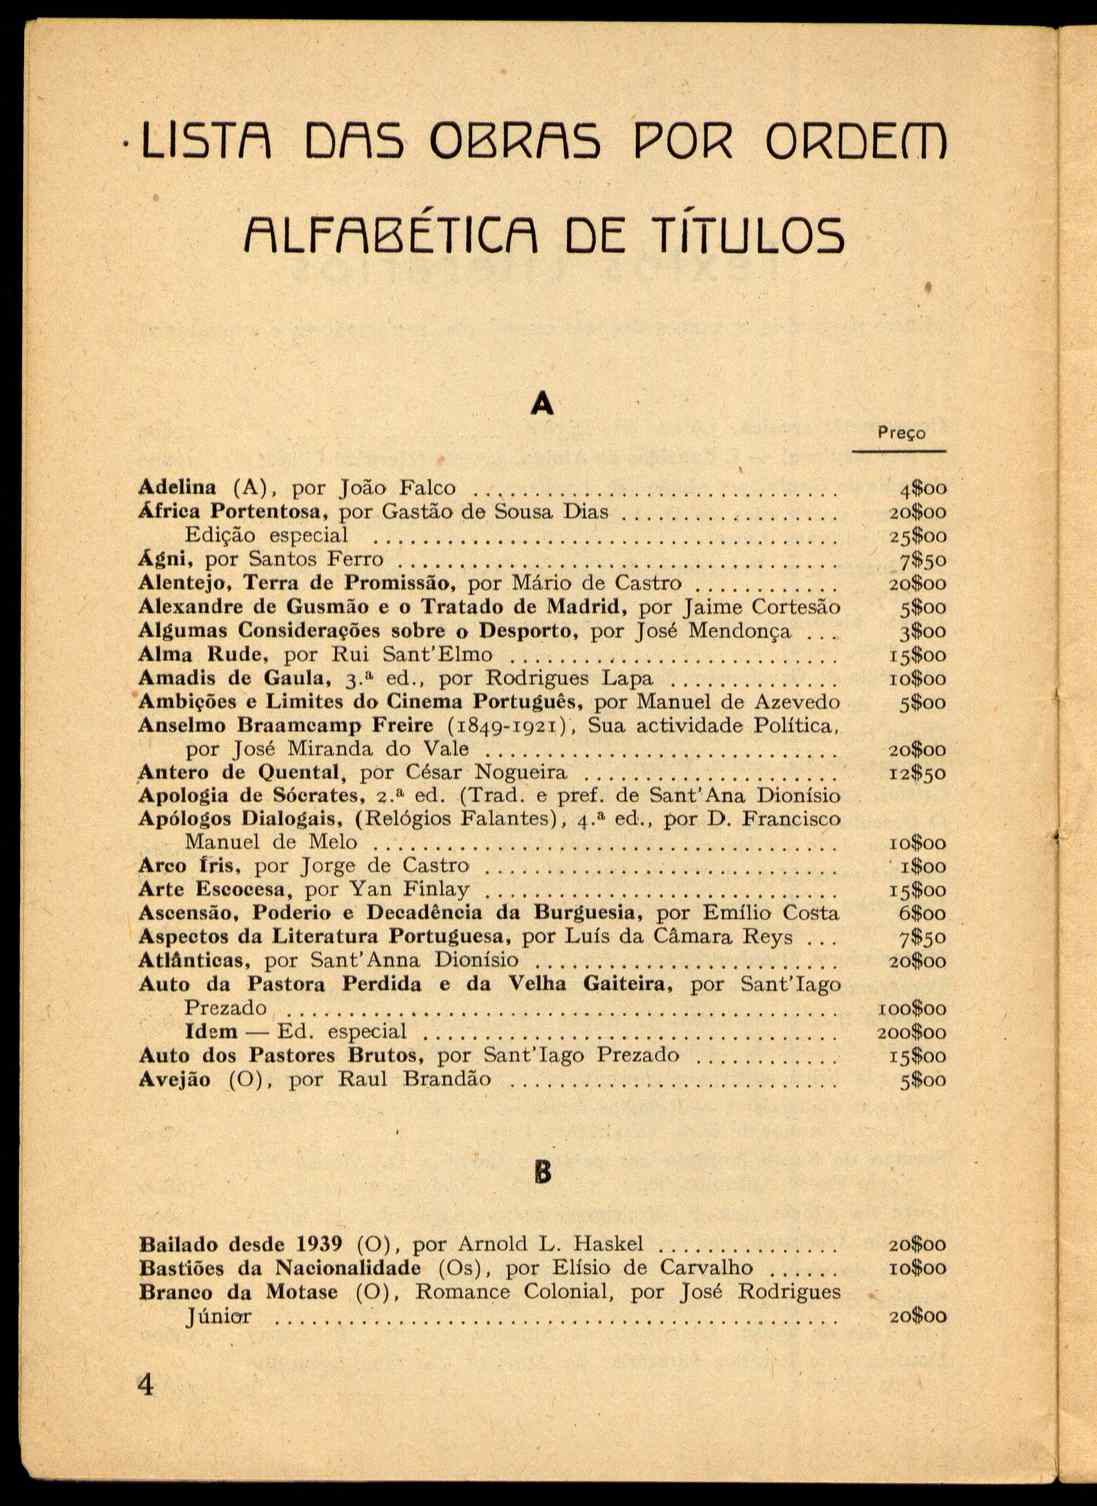 LISTA DAS OBRAS POR ORDEM
ALFABÉTICA DE TÍTULOS
A
Preço
Adelina (A), por João Falco .............................. 4$00
África Portentosa, por Gastão de Sousa Dias .................. 20$00
Edição especial ...................................... 25$00
Ágni, por Santos Ferro .................................... 7$50
Alentejo, Terra de Promissão, por Mário de Castro ............ 20$00
Alexandre de Gusmão e o Tratado de Madrid, por Jaime Cortesão 5$00
Algumas Considerações sobre o Desporto, por José Mendonça ... 3$00
Alma Rude, por Rui Sant'Elmo ........................... 15$00
Amadis de Gaula, 3.ª ed., por Rodrigues Lapa .............. 10$00
Ambições e Limites do Cinema Português, por Manuel de Azevedo 5$00
Anselmo Braamcamp Freire (1849-1921), Sua actividade Política,
por José Miranda do Vale ............................. 20$00
Antero de Quental, por César Nogueira ..................... 12$50
Apologia de Sócrates, 2.ª ed. (Trad. e pref. de Sant'Ana Dionísio
Apólogos Dialogais, (Relógios Falantes), 4.ª ed., por D. Francisco
Manuel de Melo ...................................... 10$00
Arco Íris, por Jorge de Castro ............................. 1$00
Arte Escocesa, por Yan Finlay ............................. 15$00
Ascensão, Poderio e Decadência da Burguesia, por Emílio Costa 6$00
Aspectos da Literatura Portuguesa, por Luís da Câmara Reys ... 7$50
Atlânticas, por Sant'Anna Dionísio ......................... 20$00
Auto da Pastora Perdida e da Velha Gaiteira, por Sant'Iago
Prezado ............................................. 100$00
Idem — Ed. especial .................................. 200$00
Auto dos Pastores Brutos, por Sant'Iago Prezado ............ 15$00
Avejão (O), por Raul Brandão ........................... 5$00
B
Bailado desde 1939 (O), por Arnold L. Haskel ............... 20$00
Bastiões da Nacionalidade (Os), por Elísio de Carvalho ...... 10$00
Branco da Motase (O), Romance Colonial, por José Rodrigues
Júnior .............................................. 20$00
4